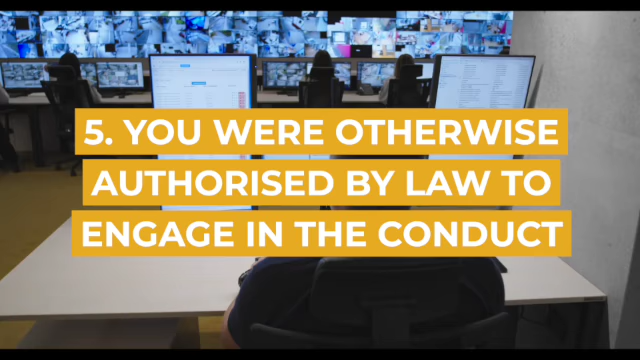 5. YOU WERE OTHERWISE
AUTHORISED BY LAW TO
ENGAGE IN THE CONDUCT